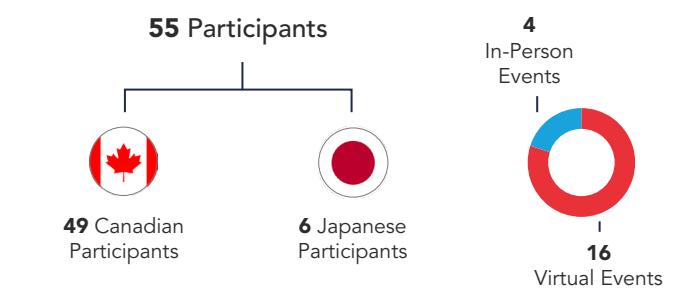 55 Participants
49 Canadian
Participants
6 Japanese
Participants
4
In-Person
Events
16
Virtual Events